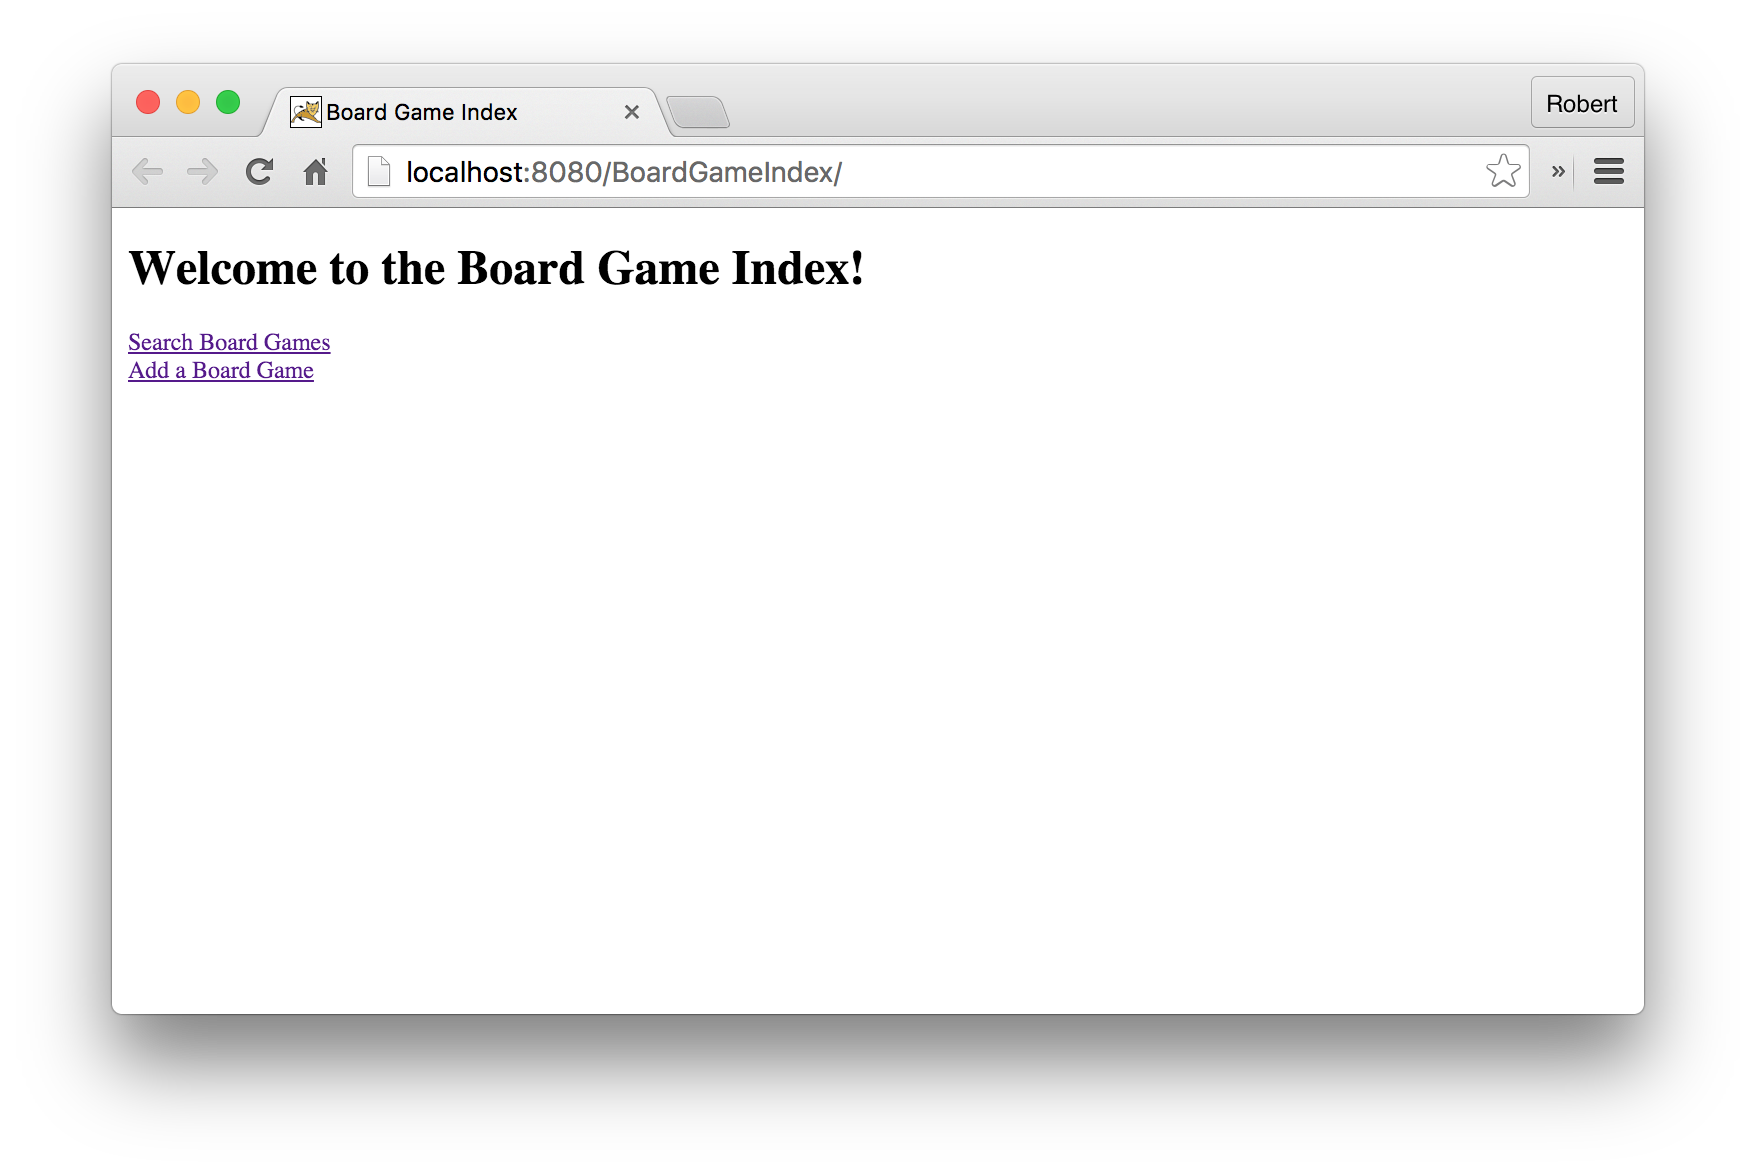 Board Game Index
Robert
localhost:8080/BoardGameIndex/
Welcome to the Board Game Index!
Search Board Games
Add a Board Game